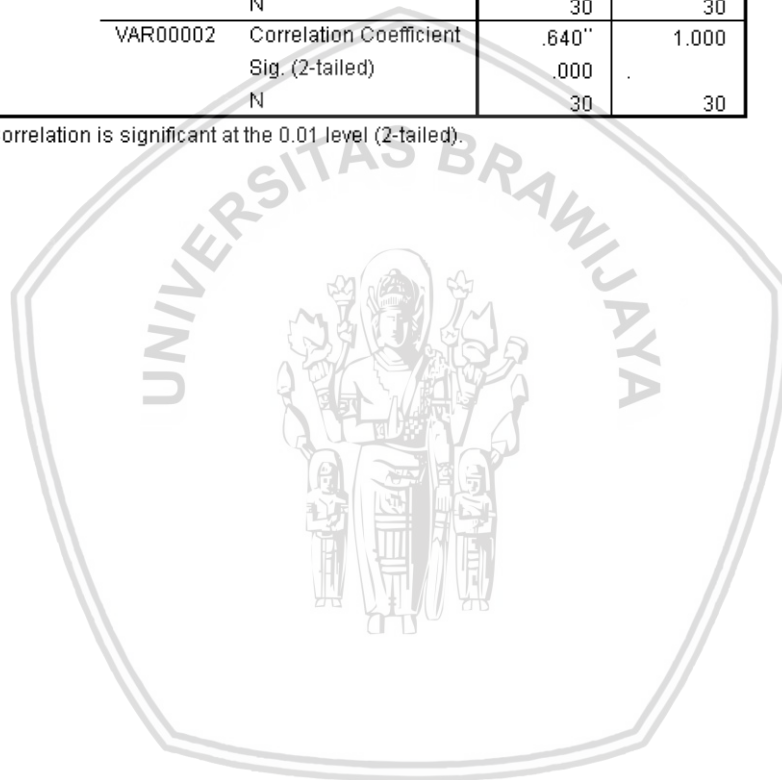 N 30 30
VAR00002 Correlation Coefficient .640** 1.000
Sig. (2-tailed) .000 .
N 30 30
orrelation is significant at the 0.01 level (2-tailed).
UNIVERSITAS BRAWIJAYA